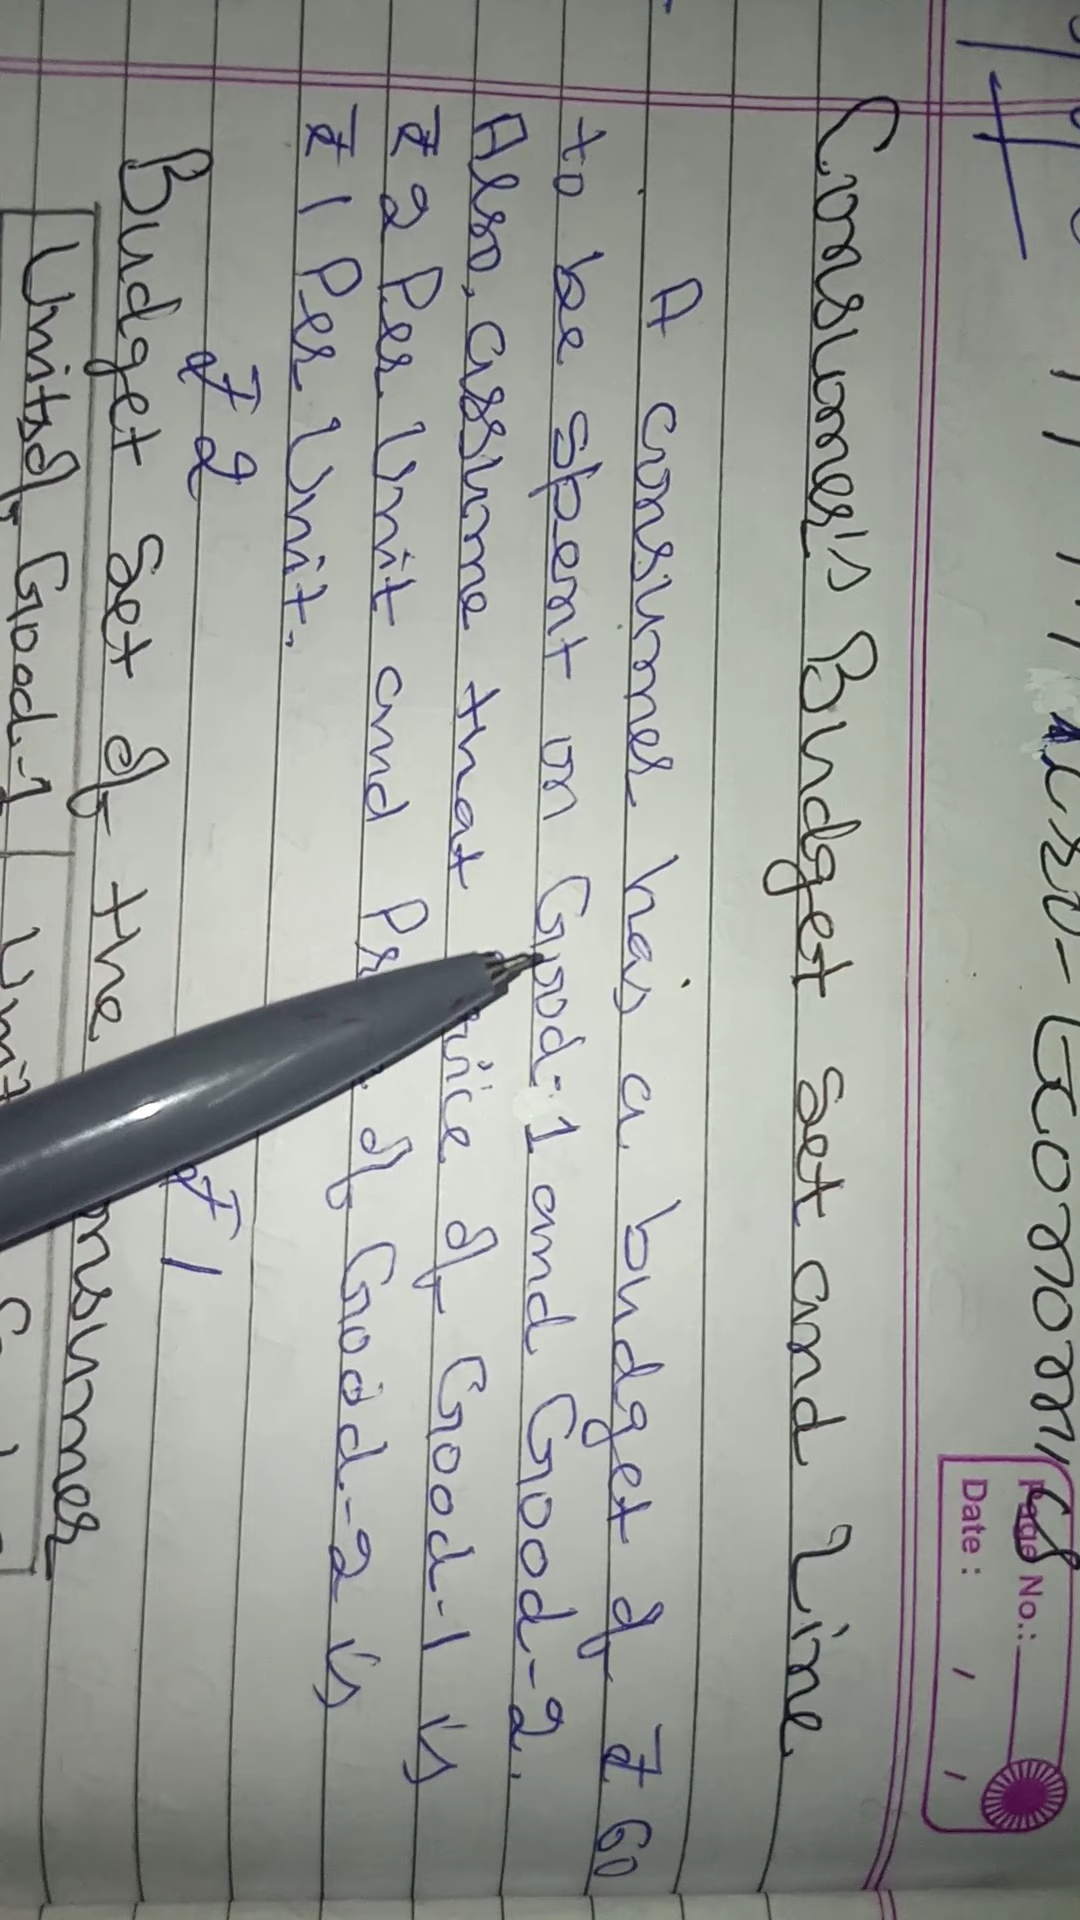 11th Class - Economics
Page No.:
Date : / /
Consumer's Budget Set and Line
A consumer has a budget of ₹ 60
to be spent on Good-1 and Good-2.
Also, assume that Price of Good-1 is
₹ 2 Per Unit and of Good-2 is
₹ 1 Per Unit.
₹ 2 ₹ 1
Budget Set of the
Units of Good-1